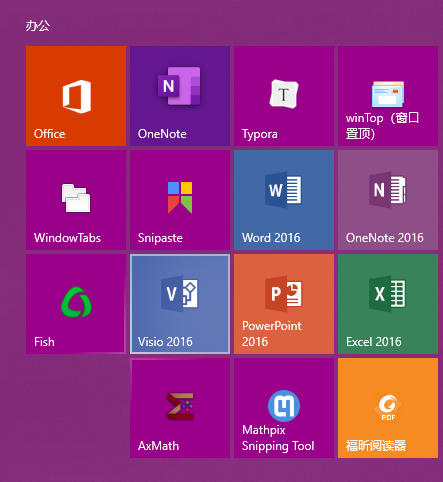 办公
Office
OneNote
Typora
winTop（窗口
置顶）
WindowTabs
Snipaste
Word 2016
OneNote 2016
Fish
Visio 2016
PowerPoint
2016
Excel 2016
AxMath
Mathpix
Snipping Tool
PDF
福昕阅读器